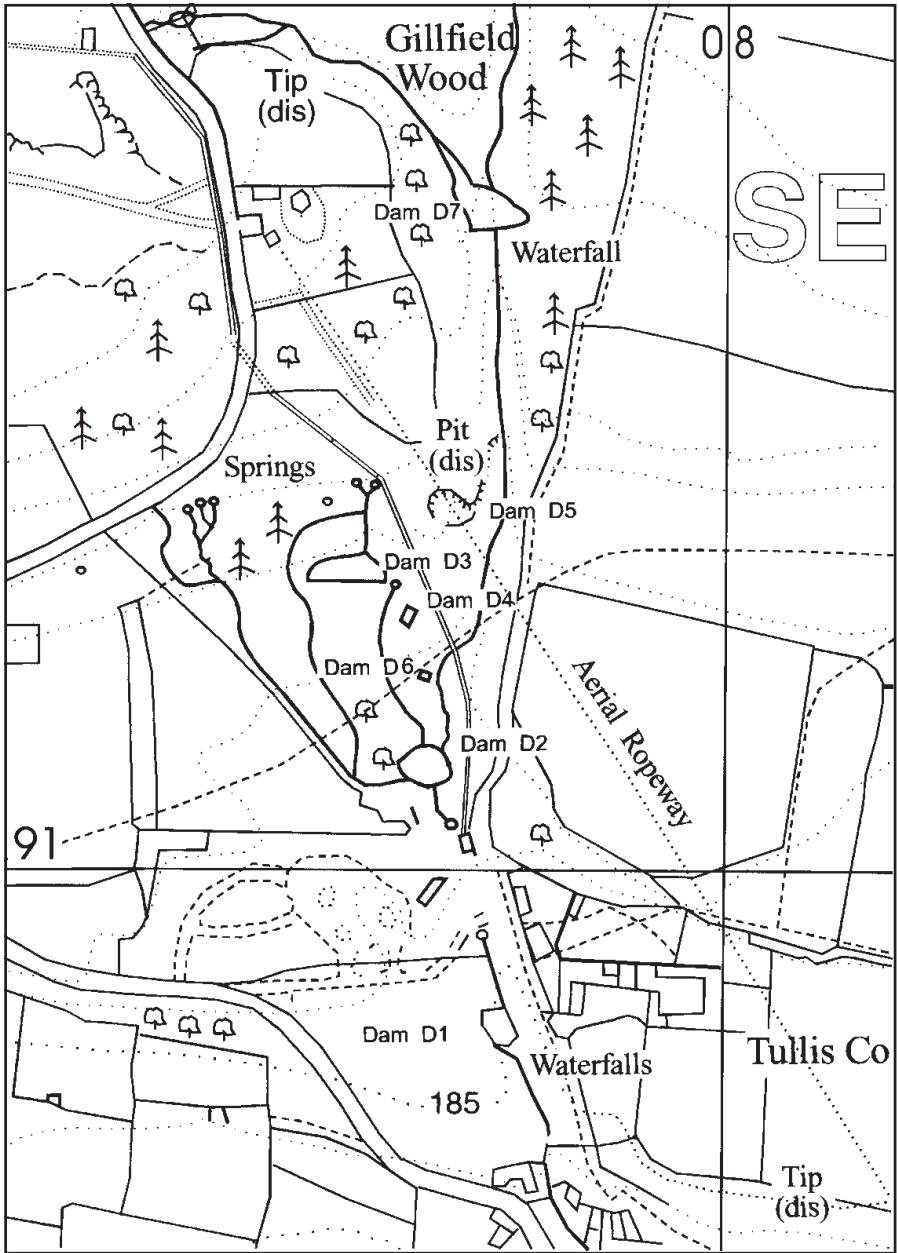 Gillfield
Wood
08
Tip
(dis)
SE
Dam D7
Waterfall
Pit
(dis)
Springs
Dam D5
Dam D3
Dam D4
Aerial Ropeway
Dam D6
Dam D2
91
Dam D1
Waterfalls
Tullis Co
185
Tip
(dis)